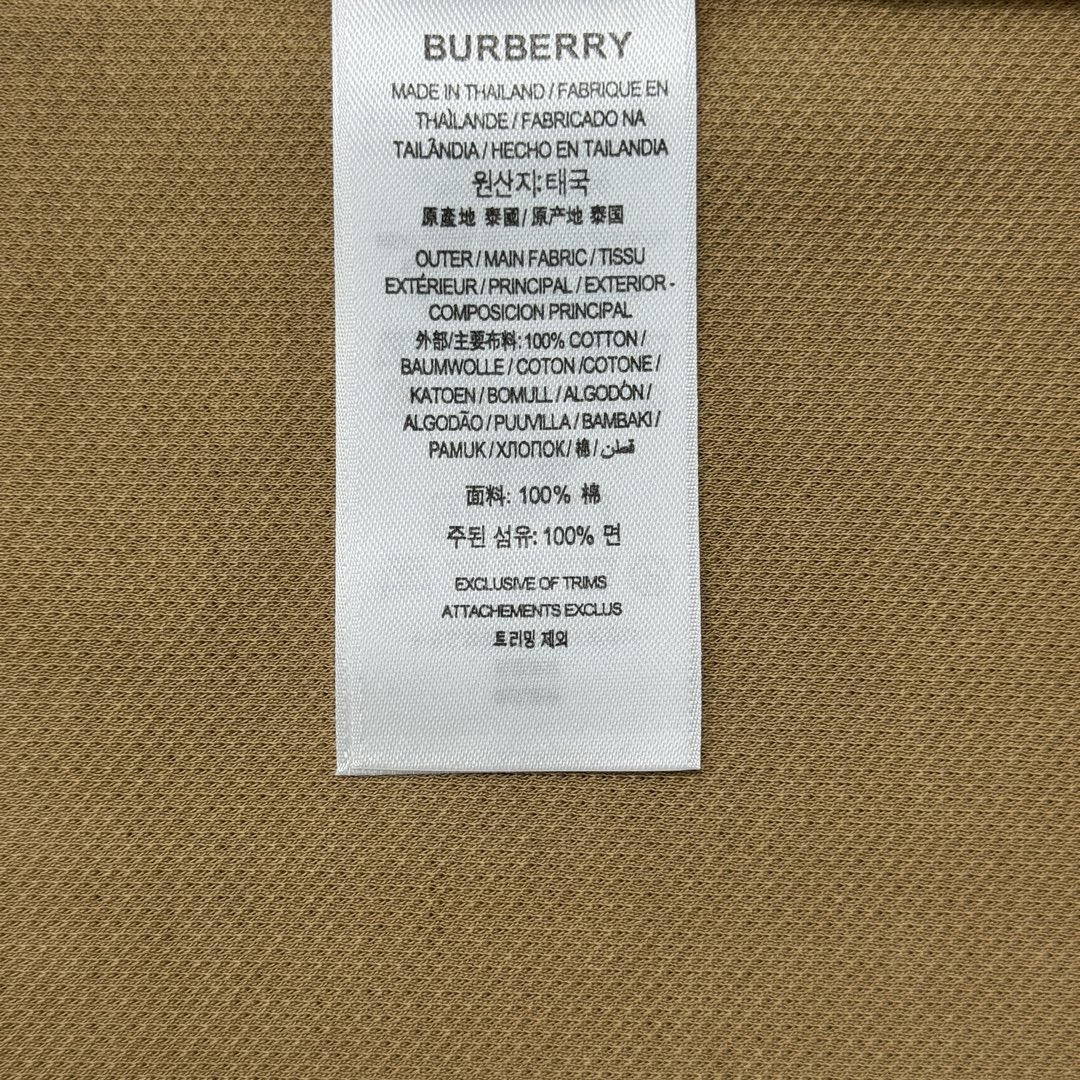 BURBERRY
MADE IN THAILAND / FABRIQUE EN
THAÌLANDE / FABRICADO NA
TAILÂNDIA / HECHO EN TAILANDIA
원산지:태국
原產地 泰國/ 原产地 泰国
OUTER / MAIN FABRIC / TISSU
EXTÉRIEUR / PRINCIPAL / EXTERIOR -
COMPOSICION PRINCIPAL
外部/主要布料: 100% COTTON /
BAUMWOLLE / COTON /COTONE /
KATOEN / BOMULL / ALGODÓN /
ALGODÃO / PUUVILLA / BAMBAKI /
PAMUK / ХЛОПОК / 棉 / قطن
面料: 100% 棉
주된 섬유: 100% 면
EXCLUSIVE OF TRIMS
ATTACHEMENTS EXCLUS
트리밍 제외